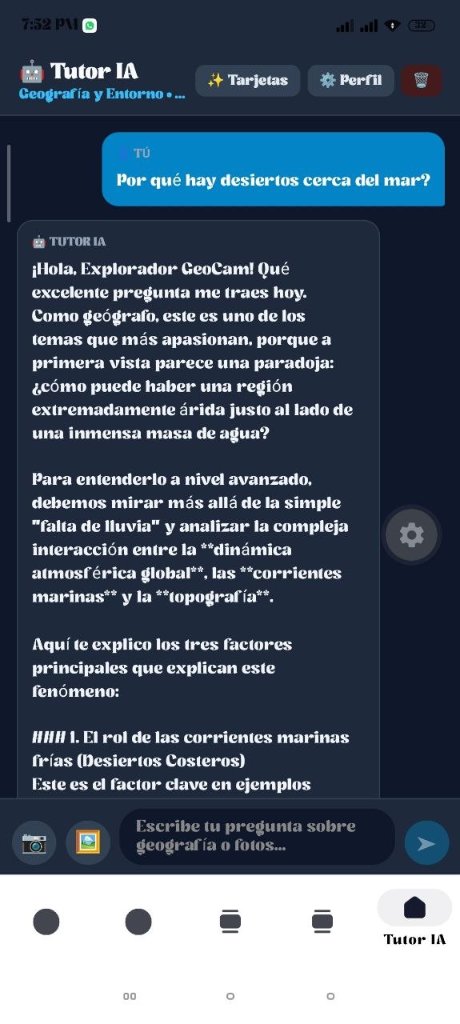 7:52 PM
32
🤖 Tutor IA
Geografía y Entorno • ...
✨ Tarjetas
⚙️ Perfil
TÚ
Por qué hay desiertos cerca del mar?
🤖 TUTOR IA
¡Hola, Explorador GeoCam! Qué
excelente pregunta me traes hoy.
Como geógrafo, este es uno de los
temas que más apasionan, porque a
primera vista parece una paradoja:
¿cómo puede haber una región
extremadamente árida justo al lado de
una inmensa masa de agua?
Para entenderlo a nivel avanzado,
debemos mirar más allá de la simple
"falta de lluvia" y analizar la compleja
interacción entre la **dinámica
atmosférica global**, las **corrientes
marinas** y la **topografía**.
Aquí te explico los tres factores
principales que explican este
fenómeno:
### 1. El rol de las corrientes marinas
frías (Desiertos Costeros)
Este es el factor clave en ejemplos
Escribe tu pregunta sobre
geografía o fotos...
Tutor IA